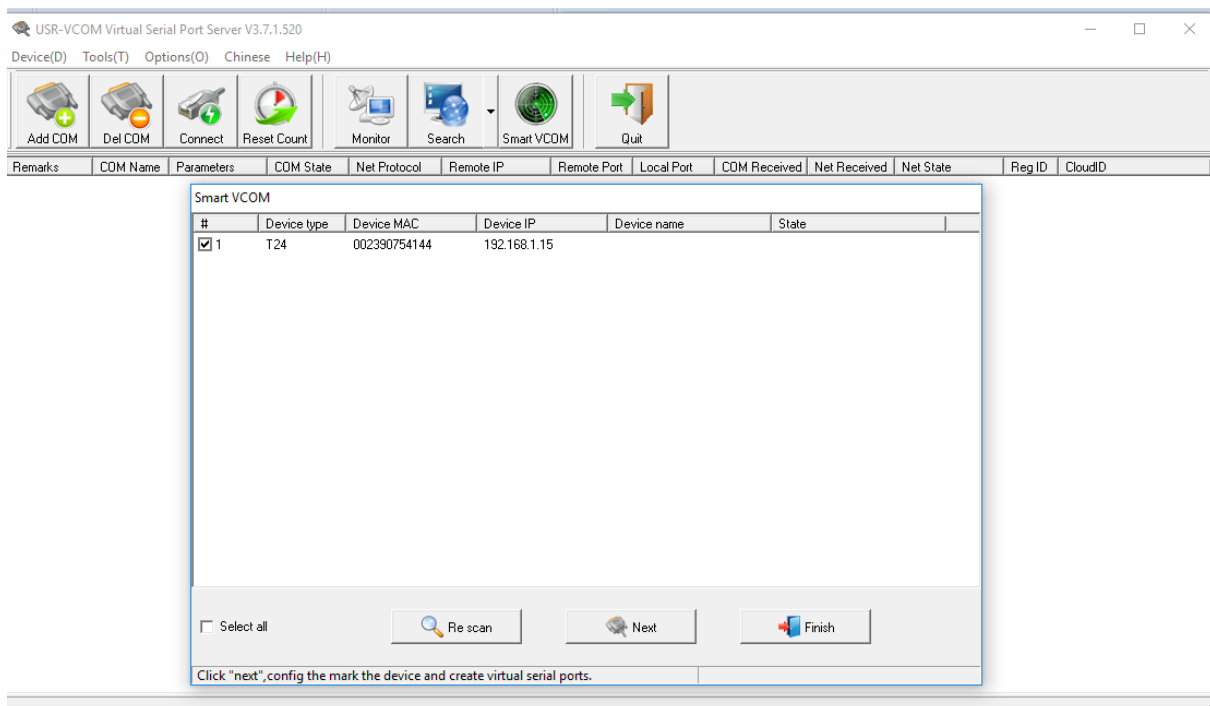 USR-VCOM Virtual Serial Port Server V3.7.1.520
Device(D) Tools(T) Options(O) Chinese Help(H)
Add COM Del COM Connect Reset Count Monitor Search Smart VCOM Quit
Remarks COM Name Parameters COM State Net Protocol Remote IP Remote Port Local Port COM Received Net Received Net State Reg ID CloudID
Smart VCOM
# Device type Device MAC Device IP Device name State
1 T24 002390754144 192.168.1.15
Select all Re scan Next Finish
Click "next",config the mark the device and create virtual serial ports.